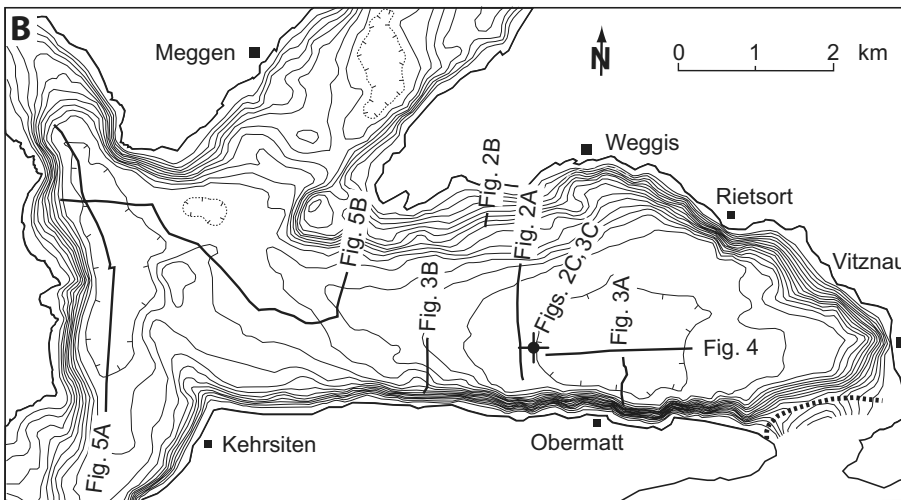 B
Meggen
N
0 1 2 km
Weggis
Fig. 2B
Rietsort
Fig. 2A
Fig. 5B
Figs. 2C, 3C
Vitznau
Fig. 3B
Fig. 3A
Fig. 4
Fig. 5A
Kehrsiten
Obermatt